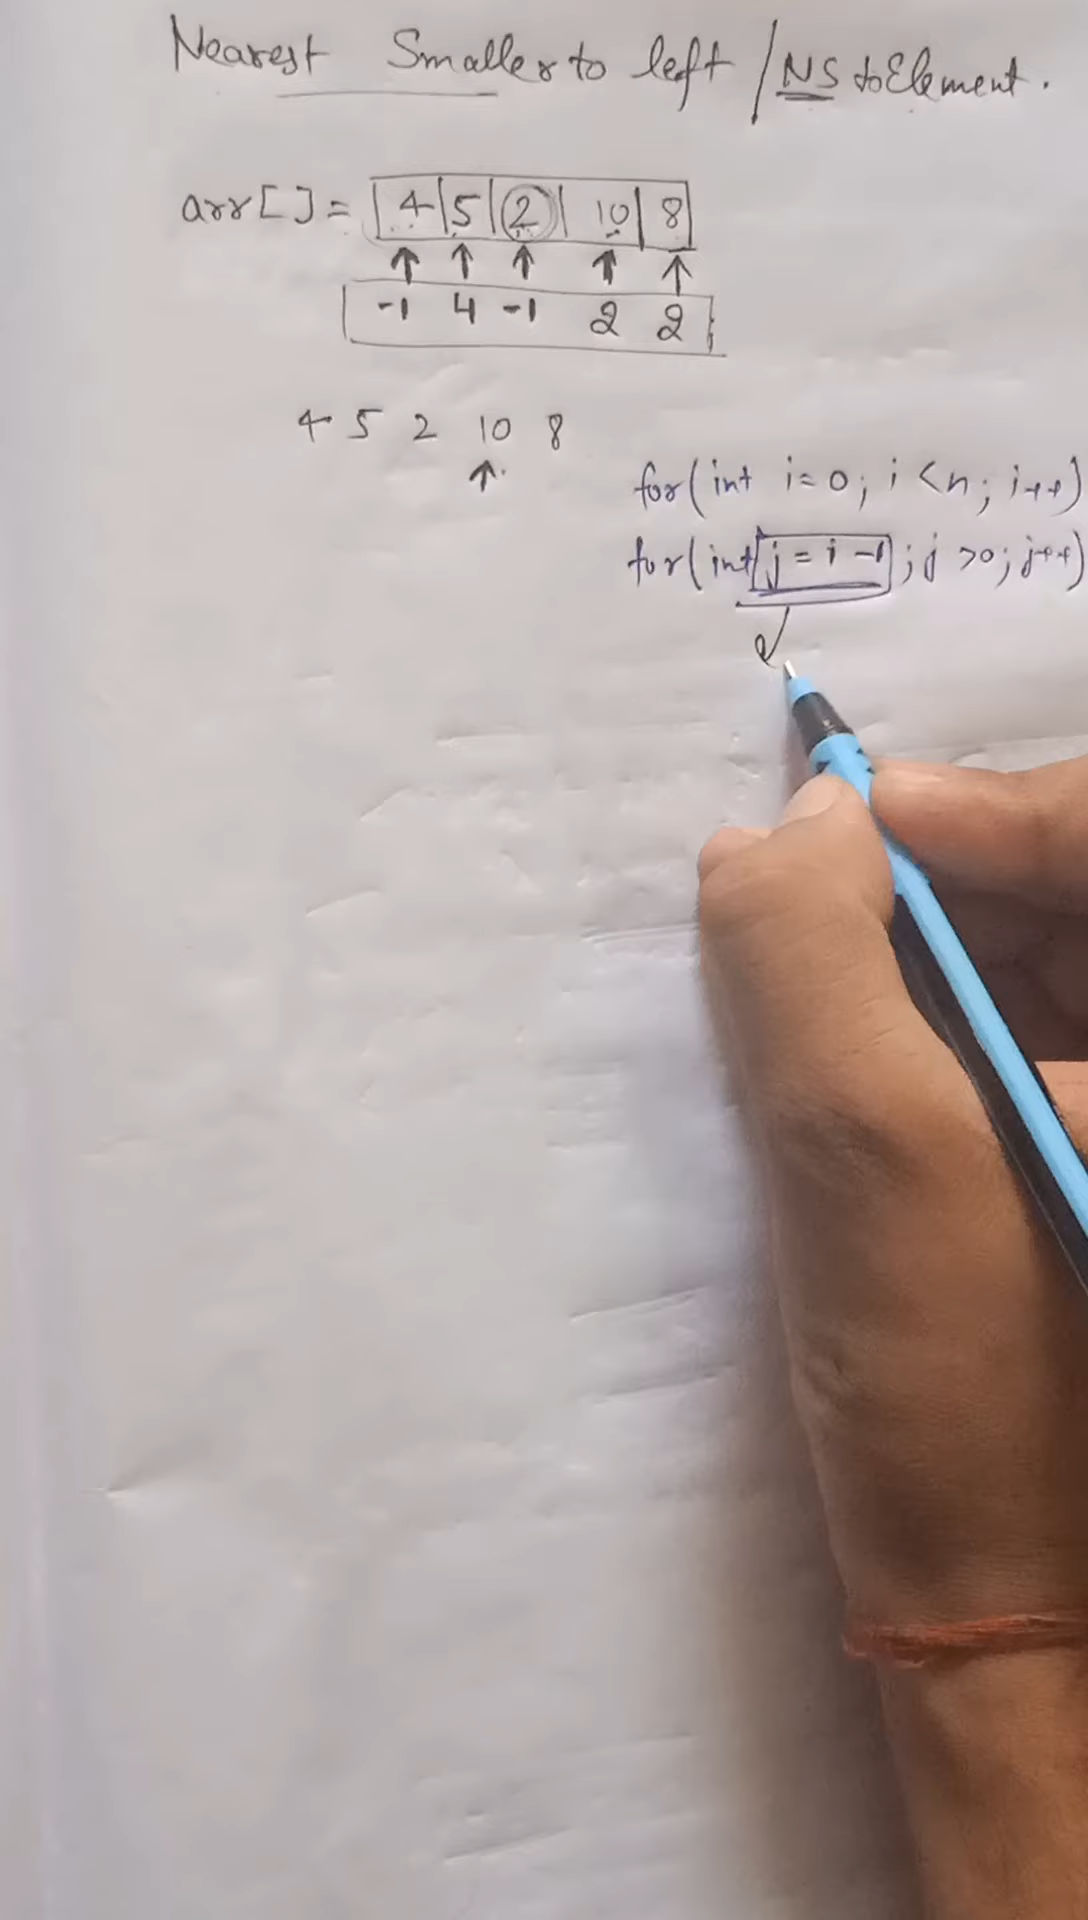 Nearest Smaller to left / NS to Element.
arr[] = 4 | 5 | 2 | 10 | 8
↑ ↑ ↑ ↑ ↑
-1 4 -1 2 2
4 5 2 10 8
↑
for(int i=0; i<n; i++)
for(int j=i-1; j>0; j++)